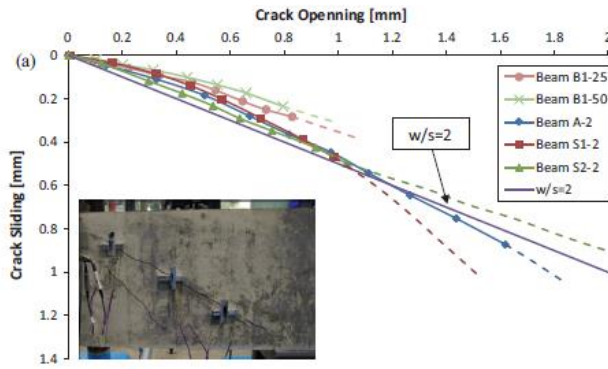 Crack Openning [mm]
0 0.2 0.4 0.6 0.8 1 1.2 1.4 1.6 1.8 2
(a)
0
0.2
0.4
0.6
0.8
1
1.2
1.4
Crack Sliding [mm]
Beam B1-25
Beam B1-50
Beam A-2
Beam S1-2
Beam S2-2
w/s=2
w/s=2